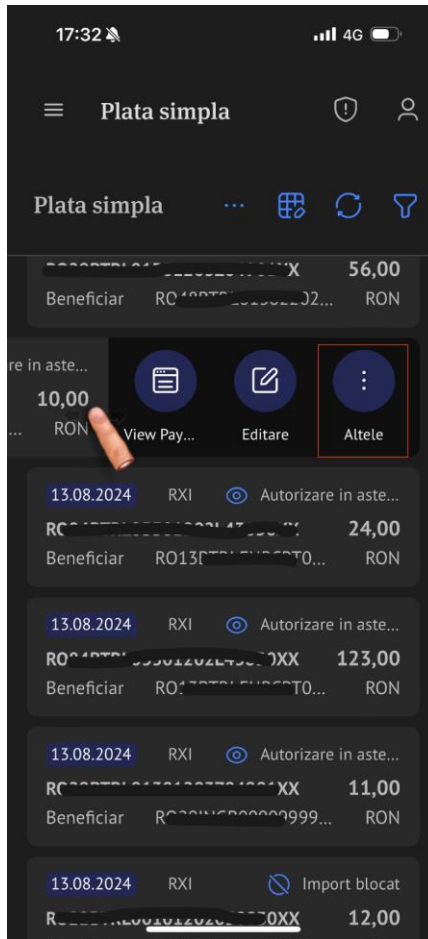 17:32
4G
Plata simpla
Plata simpla
56,00
Beneficiar RON
re in aste...
10,00
... RON
View Pay... Editare Altele
13.08.2024 RXI Autorizare in aste...
24,00
Beneficiar RON
13.08.2024 RXI Autorizare in aste...
123,00
Beneficiar RON
13.08.2024 RXI Autorizare in aste...
11,00
Beneficiar RON
13.08.2024 RXI Import blocat
12,00